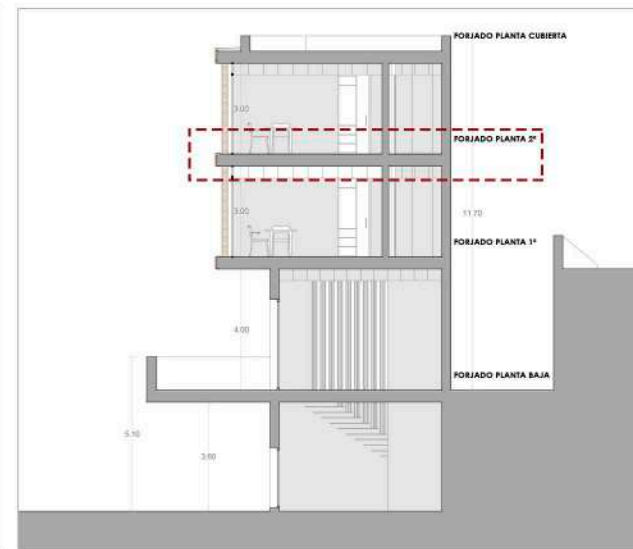 FORJADO PLANTA CUBIERTA
3.00
FORJADO PLANTA 2ª
3.00
11.70
FORJADO PLANTA 1ª
4.00
FORJADO PLANTA BAJA
5.10
3.60